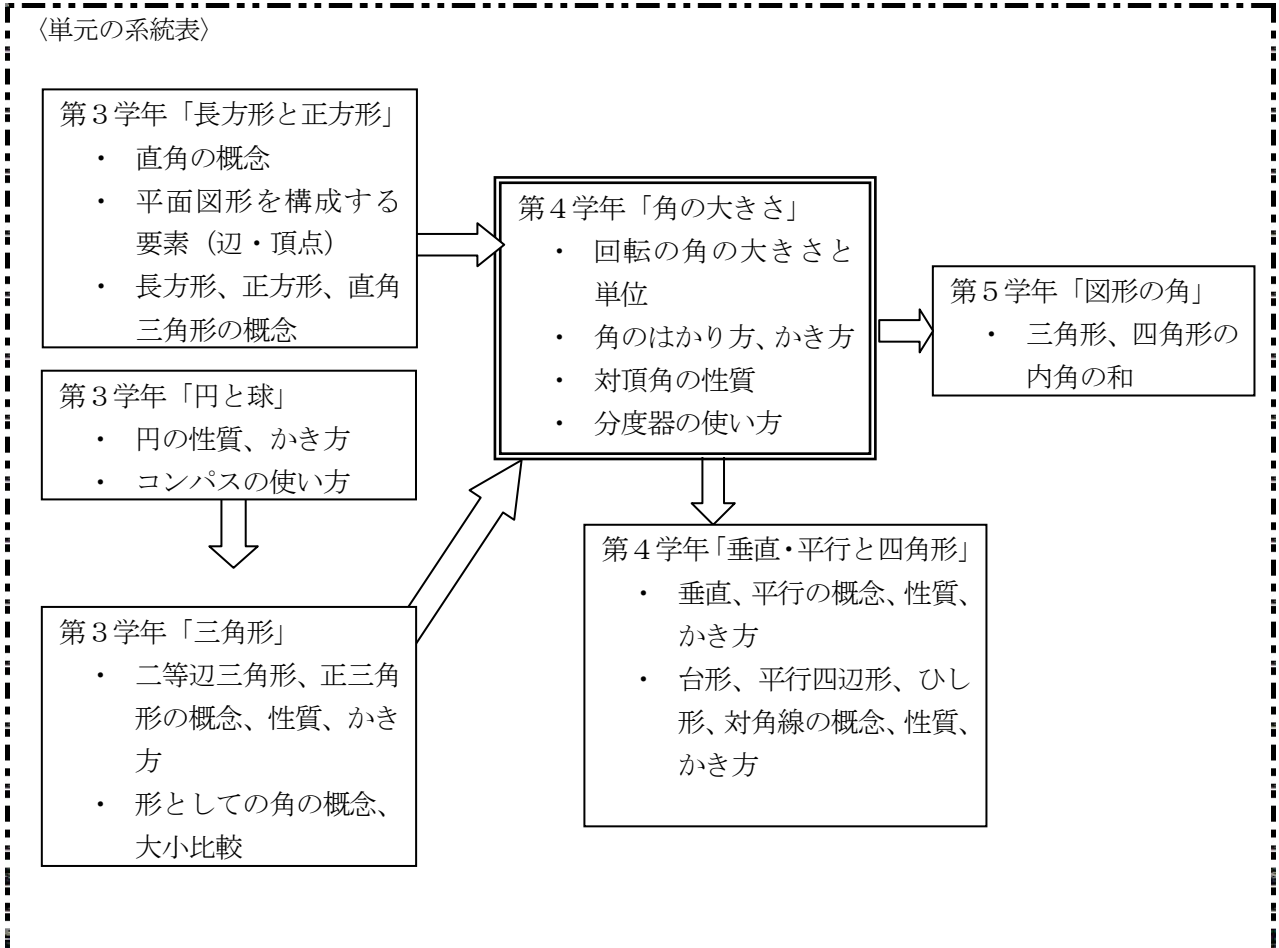 〈単元の系統表〉
第３学年「長方形と正方形」
・ 直角の概念
・ 平面図形を構成する
要素（辺・頂点）
・ 長方形、正方形、直角
三角形の概念
第３学年「円と球」
・ 円の性質、かき方
・ コンパスの使い方
第３学年「三角形」
・ 二等辺三角形、正三角
形の概念、性質、かき
方
・ 形としての角の概念、
大小比較
第４学年「角の大きさ」
・ 回転の角の大きさと
単位
・ 角のはかり方、かき方
・ 対頂角の性質
・ 分度器の使い方
第４学年「垂直・平行と四角形」
・ 垂直、平行の概念、性質、
かき方
・ 台形、平行四辺形、ひし
形、対角線の概念、性質、
かき方
第５学年「図形の角」
・ 三角形、四角形の
内角の和